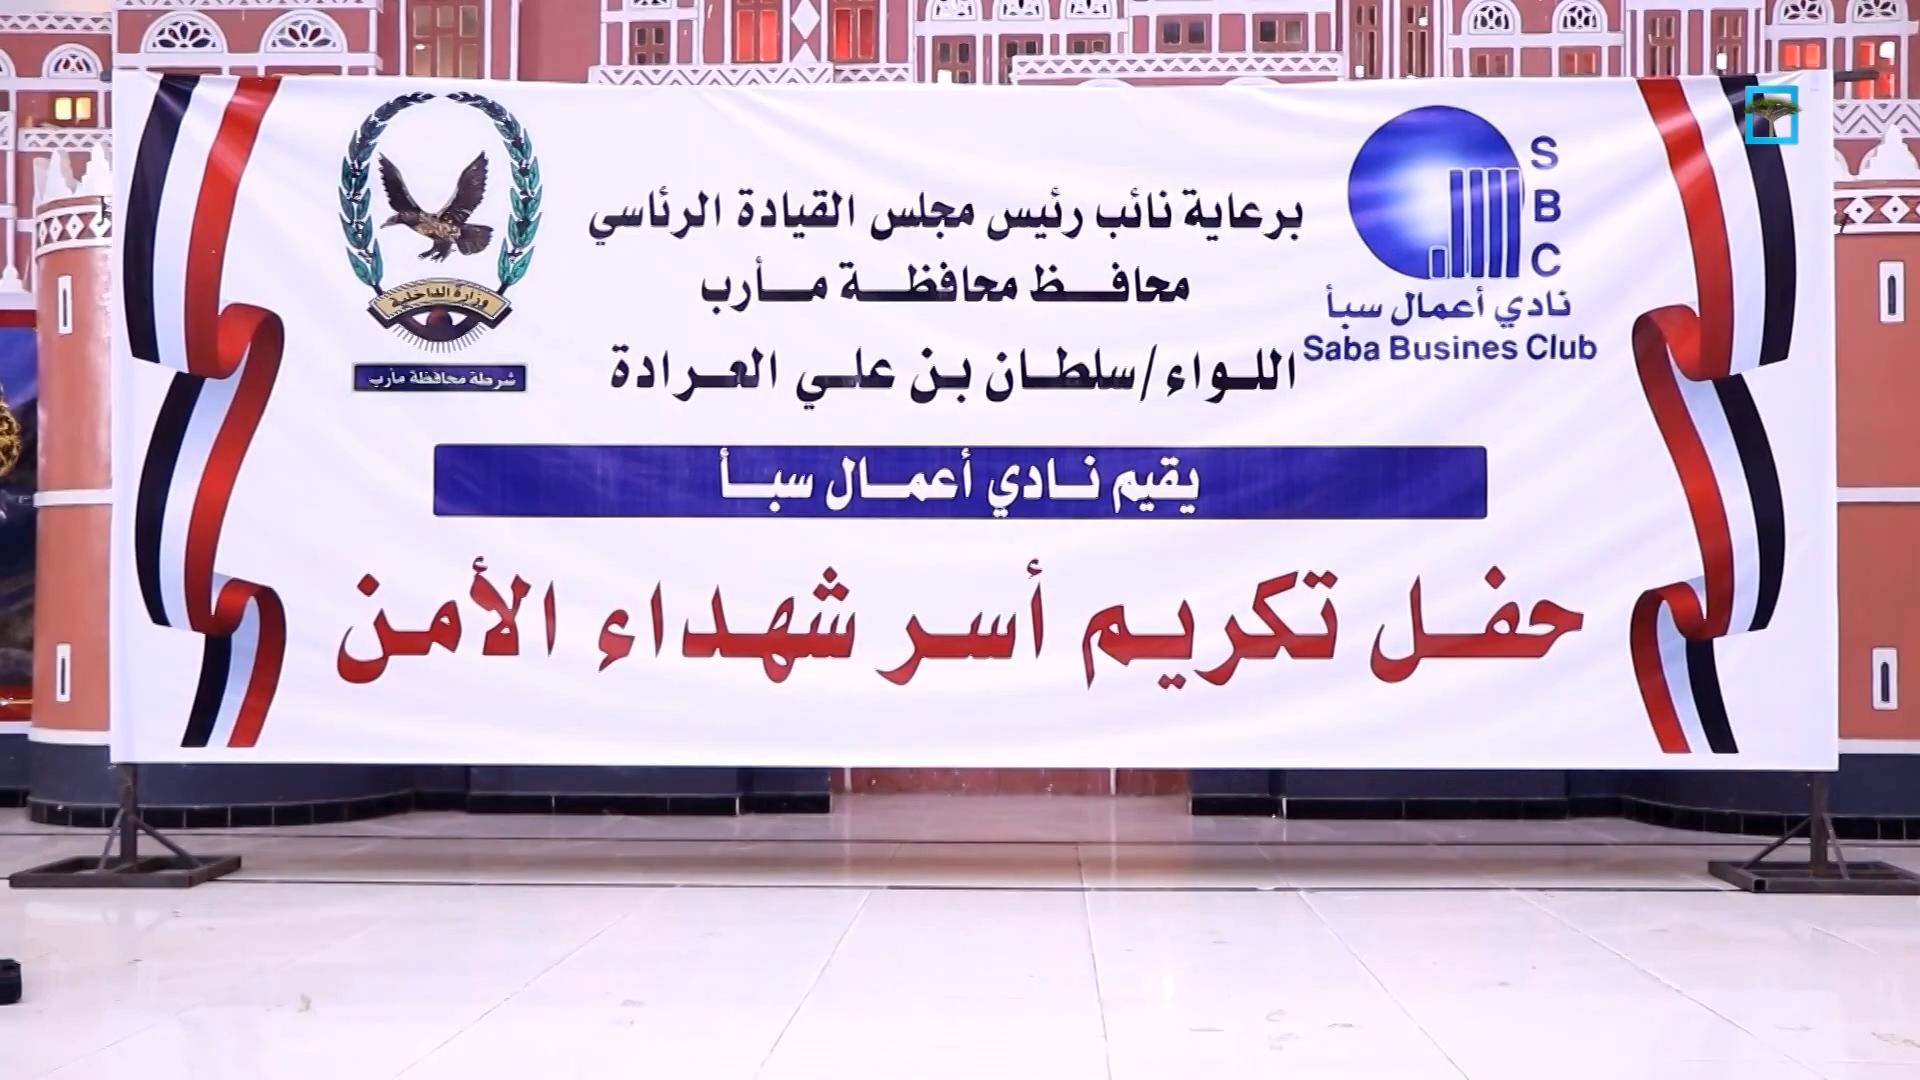 برعاية نائب رئيس مجلس القيادة الرئاسي
محافظ محافظة مأرب
اللواء/سلطان بن علي العرادة
S
B
C
نادي أعمال سبأ
Saba Busines Club
وزارة الداخلية
شرطة محافظة مأرب
يقيم نادي أعمال سبأ
حفل تكريم أسر شهداء الأمن